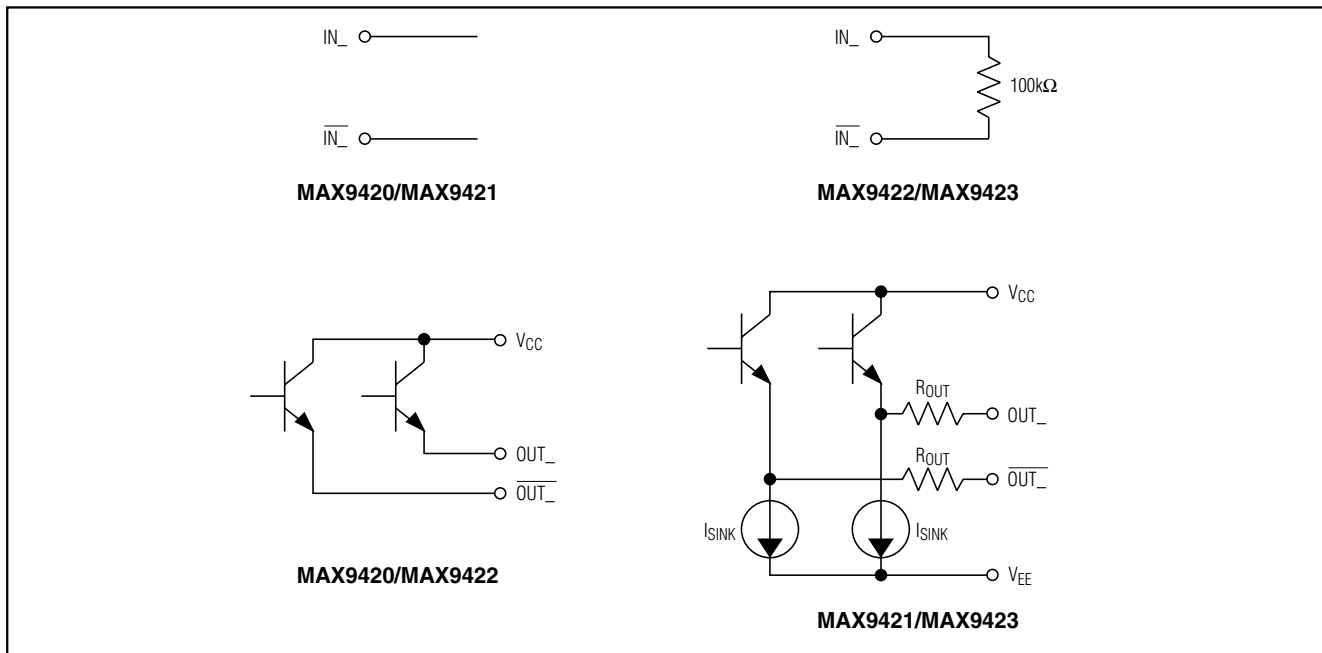 IN_
IN_
100kΩ
IN_
IN_
MAX9420/MAX9421
MAX9422/MAX9423
VCC
OUT_
OUT_
MAX9420/MAX9422
VCC
ROUT
OUT_
ROUT
OUT_
ISINK
ISINK
VEE
MAX9421/MAX9423